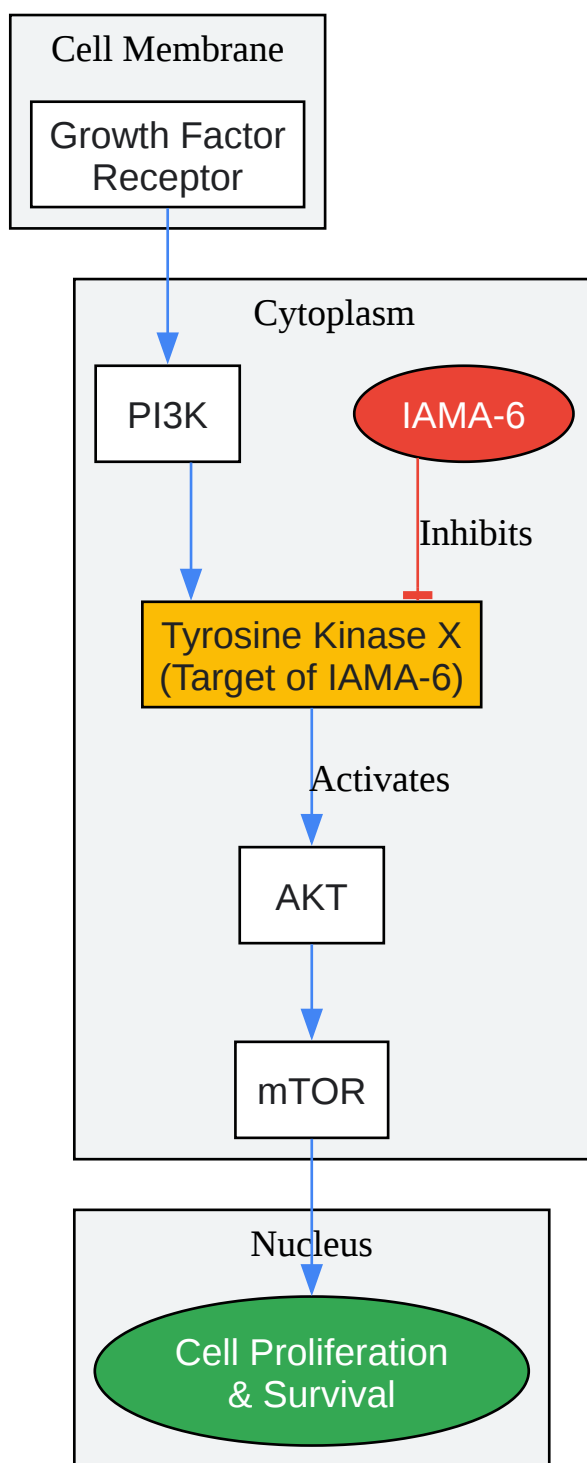 Cell Membrane
Growth Factor
Receptor
Cytoplasm
PI3K
IAMA-6
Inhibits
Tyrosine Kinase X
(Target of IAMA-6)
Activates
AKT
mTOR
Nucleus
Cell Proliferation
& Survival